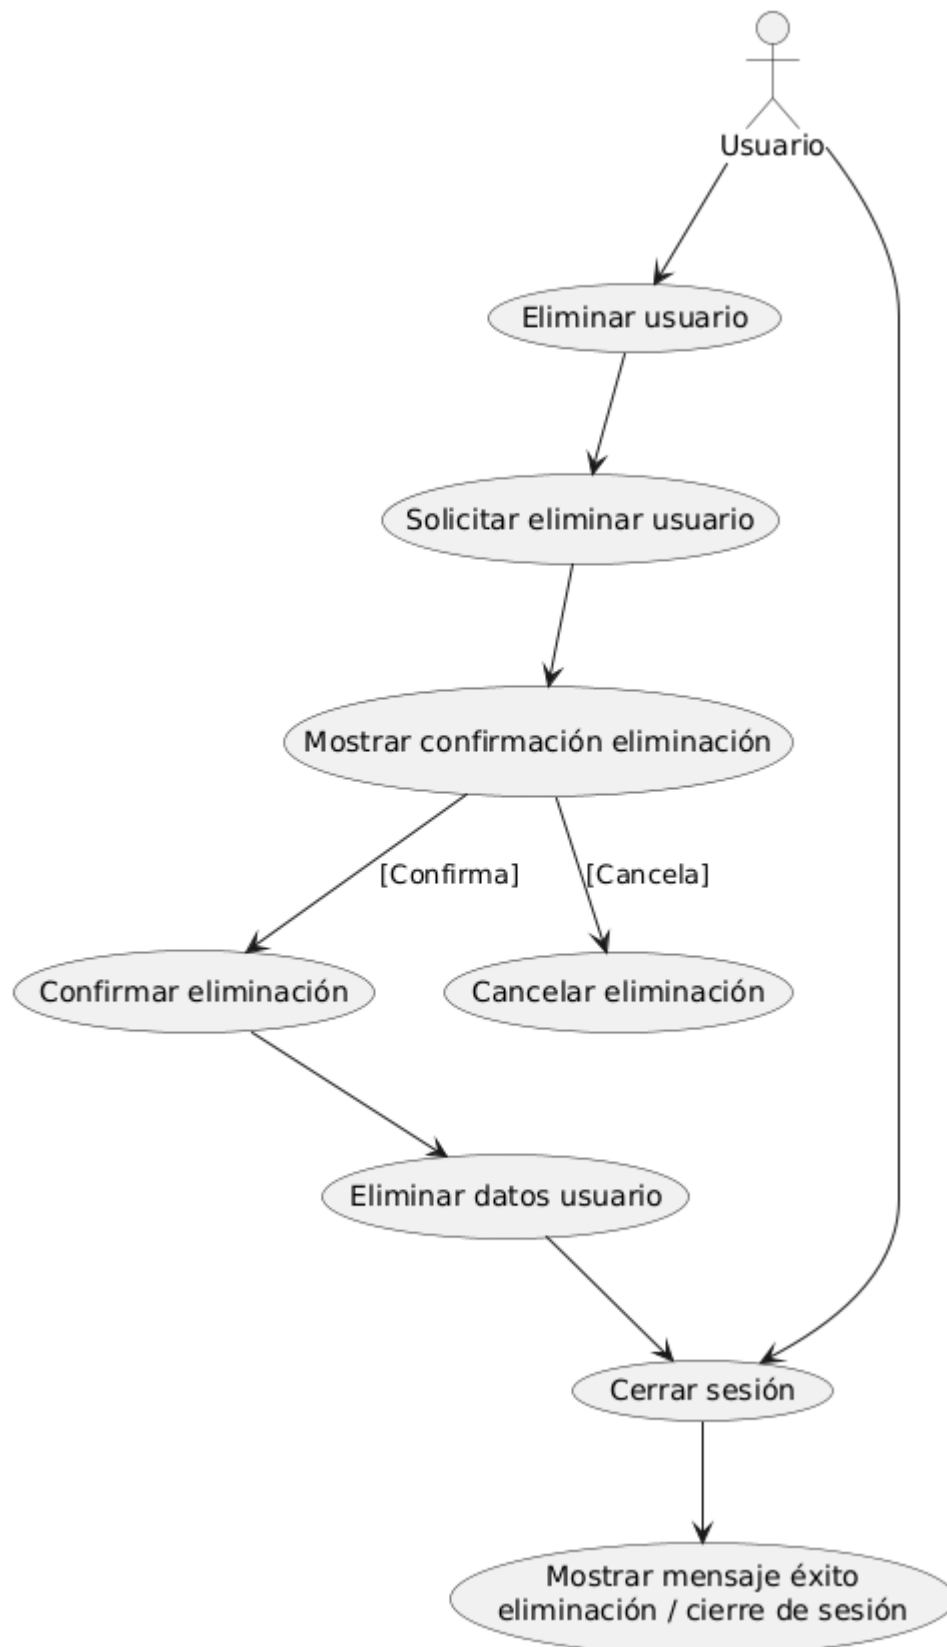 Usuario
Eliminar usuario
Solicitar eliminar usuario
Mostrar confirmación eliminación
[Confirma]
[Cancela]
Confirmar eliminación
Cancelar eliminación
Eliminar datos usuario
Cerrar sesión
Mostrar mensaje éxito
eliminación / cierre de sesión